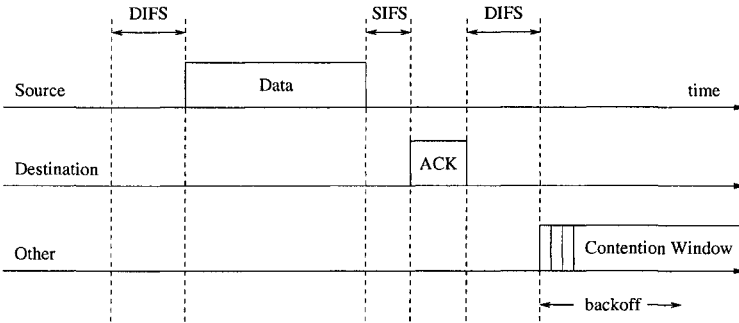 DIFS SIFS DIFS
Source Data time
Destination ACK
Other Contention Window
backoff